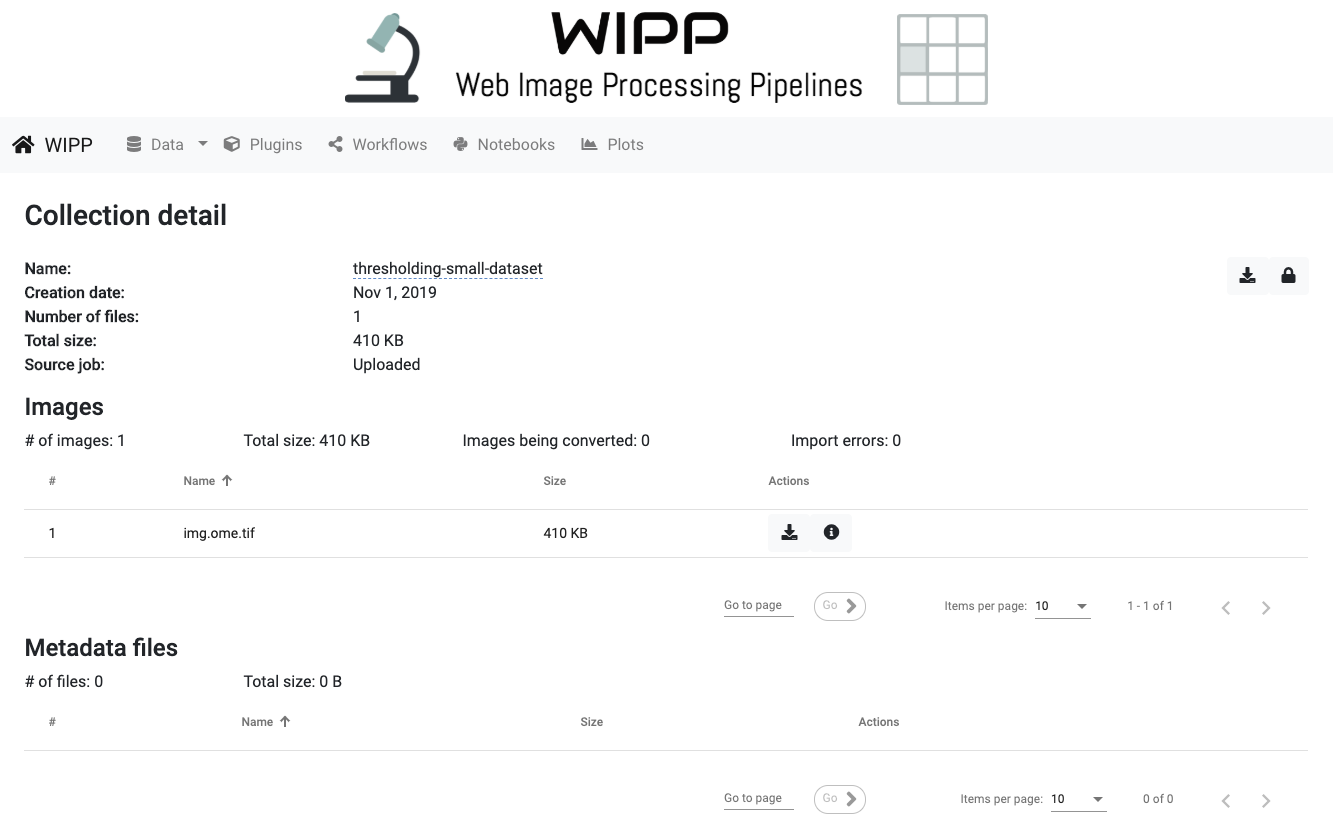 WIPP
Web Image Processing Pipelines
WIPP Data Plugins Workflows Notebooks Plots
Collection detail
Name: thresholding-small-dataset
Creation date: Nov 1, 2019
Number of files: 1
Total size: 410 KB
Source job: Uploaded
Images
# of images: 1 Total size: 410 KB Images being converted: 0 Import errors: 0
# Name Size Actions
1 img.ome.tif 410 KB
Go to page Go Items per page: 10 1 - 1 of 1
Metadata files
# of files: 0 Total size: 0 B
# Name Size Actions
Go to page Go Items per page: 10 0 of 0